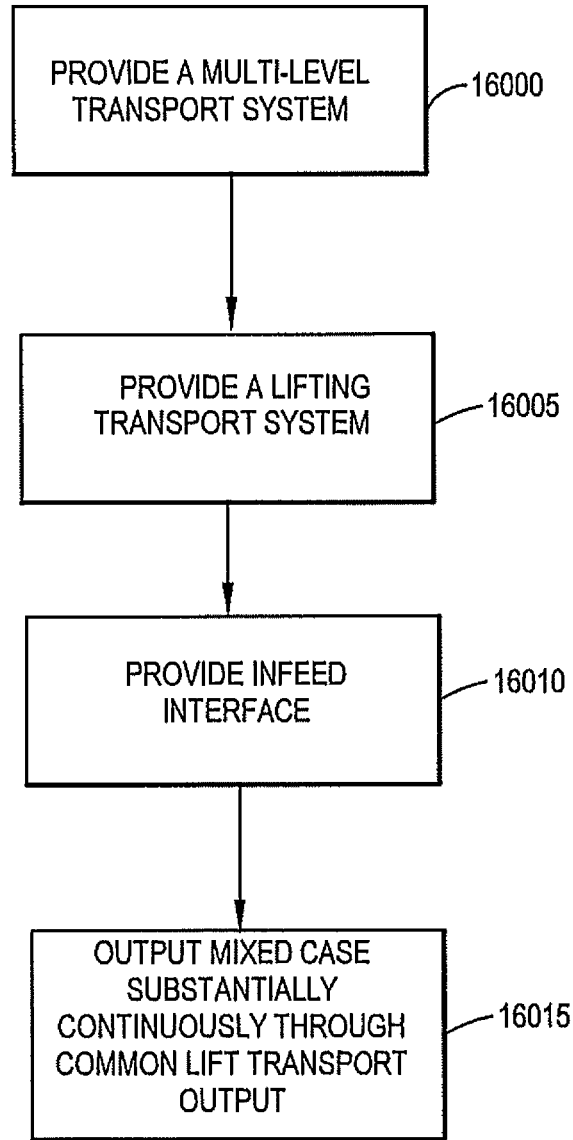 PROVIDE A MULTI-LEVEL
TRANSPORT SYSTEM
16000
PROVIDE A LIFTING
TRANSPORT SYSTEM
16005
PROVIDE INFEED
INTERFACE
16010
OUTPUT MIXED CASE
SUBSTANTIALLY
CONTINUOUSLY THROUGH
COMMON LIFT TRANSPORT
OUTPUT
16015